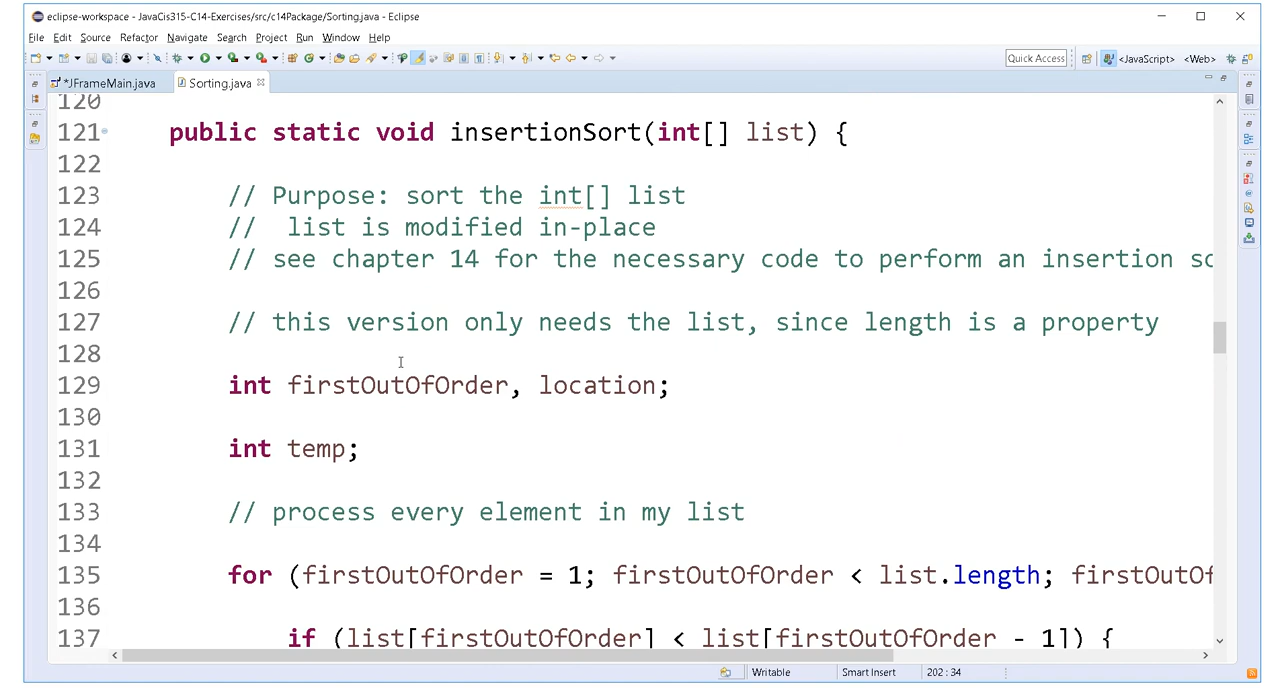 eclipse-workspace - JavaCis315-C14-Exercises/src/c14Package/Sorting.java - Eclipse
File Edit Source Refactor Navigate Search Project Run Window Help
Quick Access <JavaScript> <Web>
*JFrameMain.java Sorting.java
120
121 public static void insertionSort(int[] list) {
122
123 // Purpose: sort the int[] list
124 // list is modified in-place
125 // see chapter 14 for the necessary code to perform an insertion so
126
127 // this version only needs the list, since length is a property
128
129 int firstOutOfOrder, location;
130
131 int temp;
132
133 // process every element in my list
134
135 for (firstOutOfOrder = 1; firstOutOfOrder < list.length; firstOutOf
136
137 if (list[firstOutOfOrder] < list[firstOutOfOrder - 1]) {
Writable Smart Insert 202 : 34